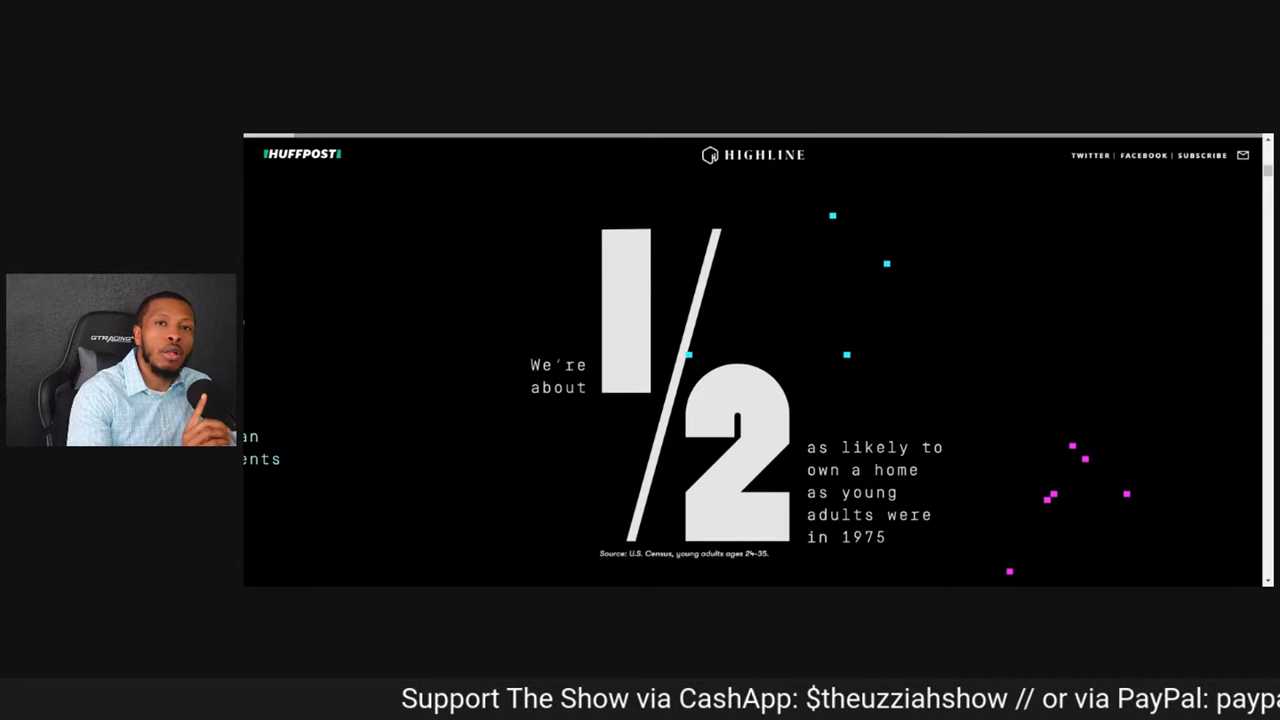 HUFFPOST
HIGHLINE
TWITTER | FACEBOOK | SUBSCRIBE
GTRACING
We're
about
1/2
as likely to
own a home
as young
adults were
in 1975
an
ents
Source: U.S. Census, young adults ages 24-35.
Support The Show via CashApp: $theuzziahshow // or via PayPal: paypa